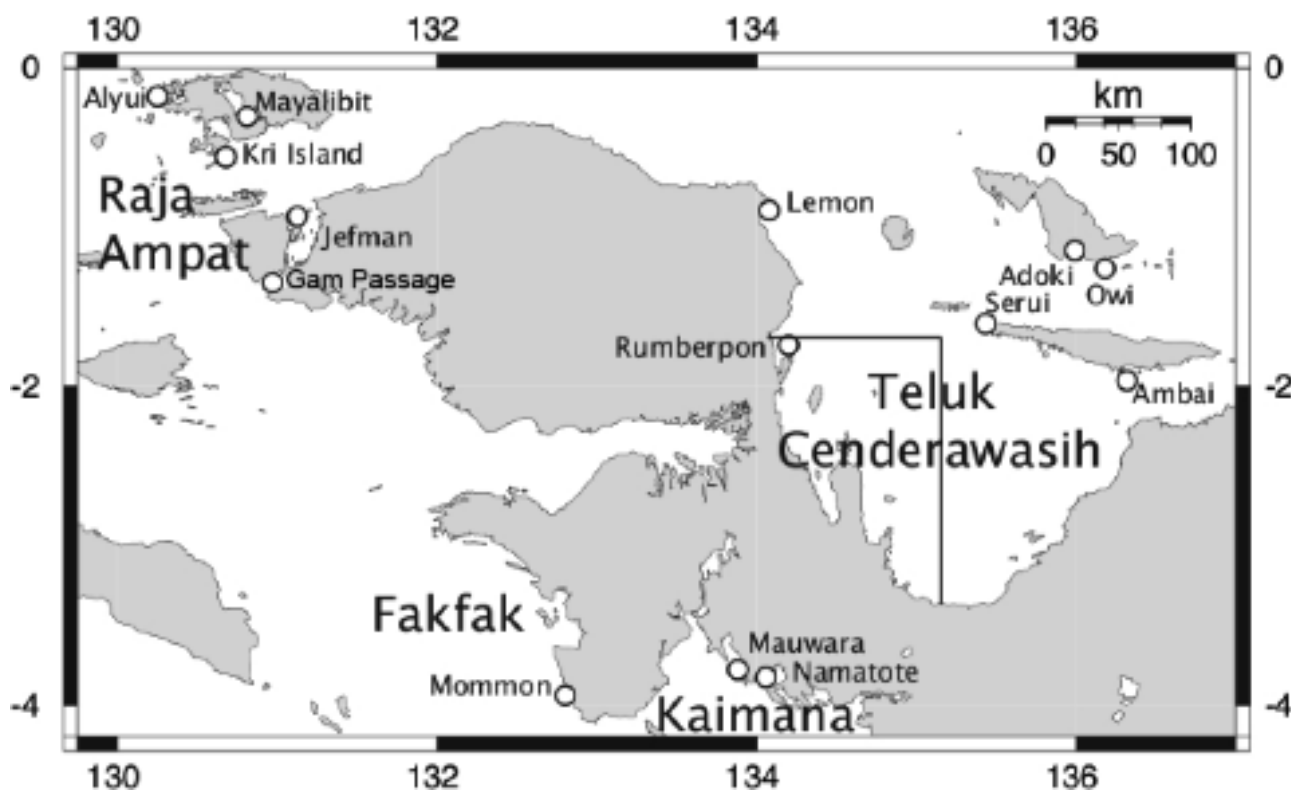 130
132
134
136
0
0
Alyui
Mayalibit
km
0
50
100
Kri Island
Raja
Ampat
Lemon
Jefman
Gam Passage
Adoki
Owi
Serui
Rumberpon
-2
-2
Teluk
Cenderawasih
Ambai
Fakfak
Mauwara
Namatote
Mommon
Kaimana
-4
-4
130
132
134
136